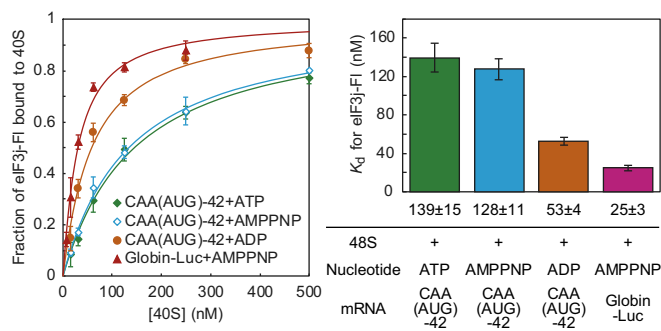 Fraction of eIF3j-FI bound to 40S
1
0.8
0.6
0.4
0.2
0
0 100 200 300 400 500
[40S] (nM)
CAA(AUG)-42+ATP
CAA(AUG)-42+AMPPNP
CAA(AUG)-42+ADP
Globin-Luc+AMPPNP
Kd for eIF3j-FI (nM)
160
120
80
40
0
139±15 128±11 53±4 25±3
48S + + + +
Nucleotide ATP AMPPNP ADP AMPPNP
mRNA
CAA CAA CAA Globin
(AUG) (AUG) (AUG) -Luc
-42 -42 -42